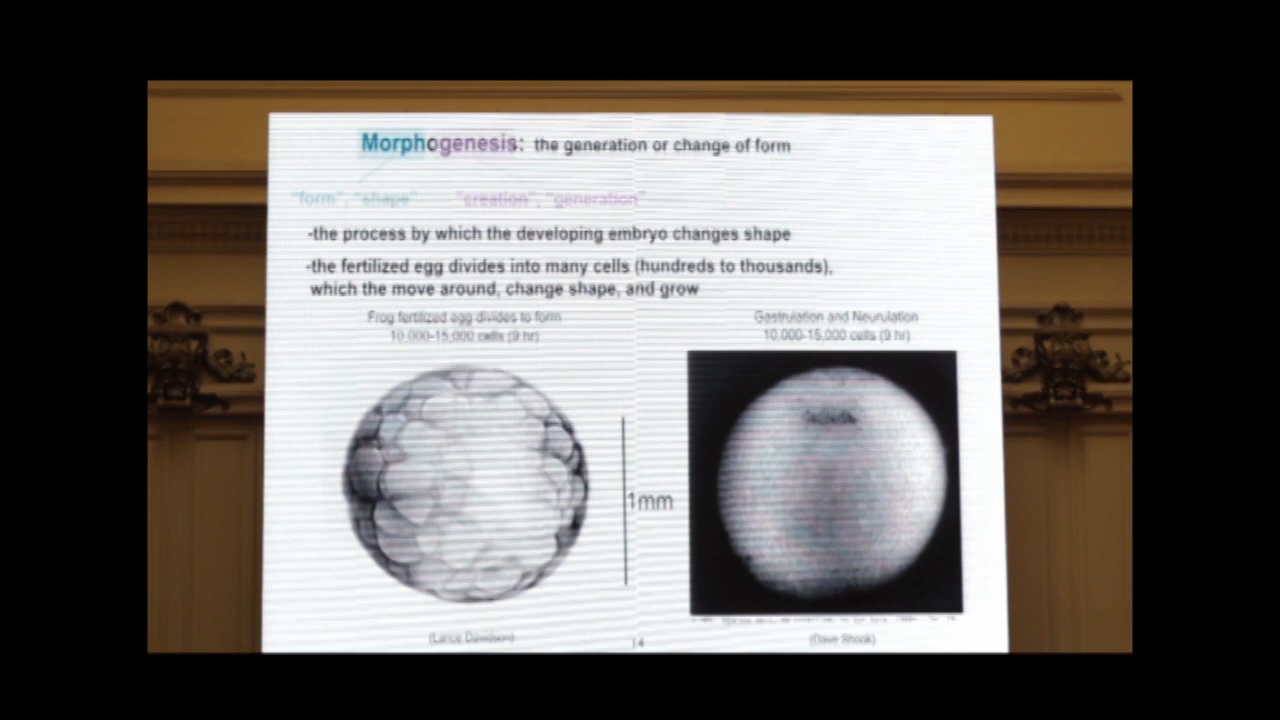 Morphogenesis: the generation or change of form
"form", "shape" "creation", "generation"
-the process by which the developing embryo changes shape
-the fertilized egg divides into many cells (hundreds to thousands),
which the move around, change shape, and grow
Frog fertilized egg divides to form
10,000-15,000 cells (9 hr)
Gastrulation and Neurulation
10,000-15,000 cells (9 hr)
1mm
(Lance Davidson)
14
(Dave Shook)